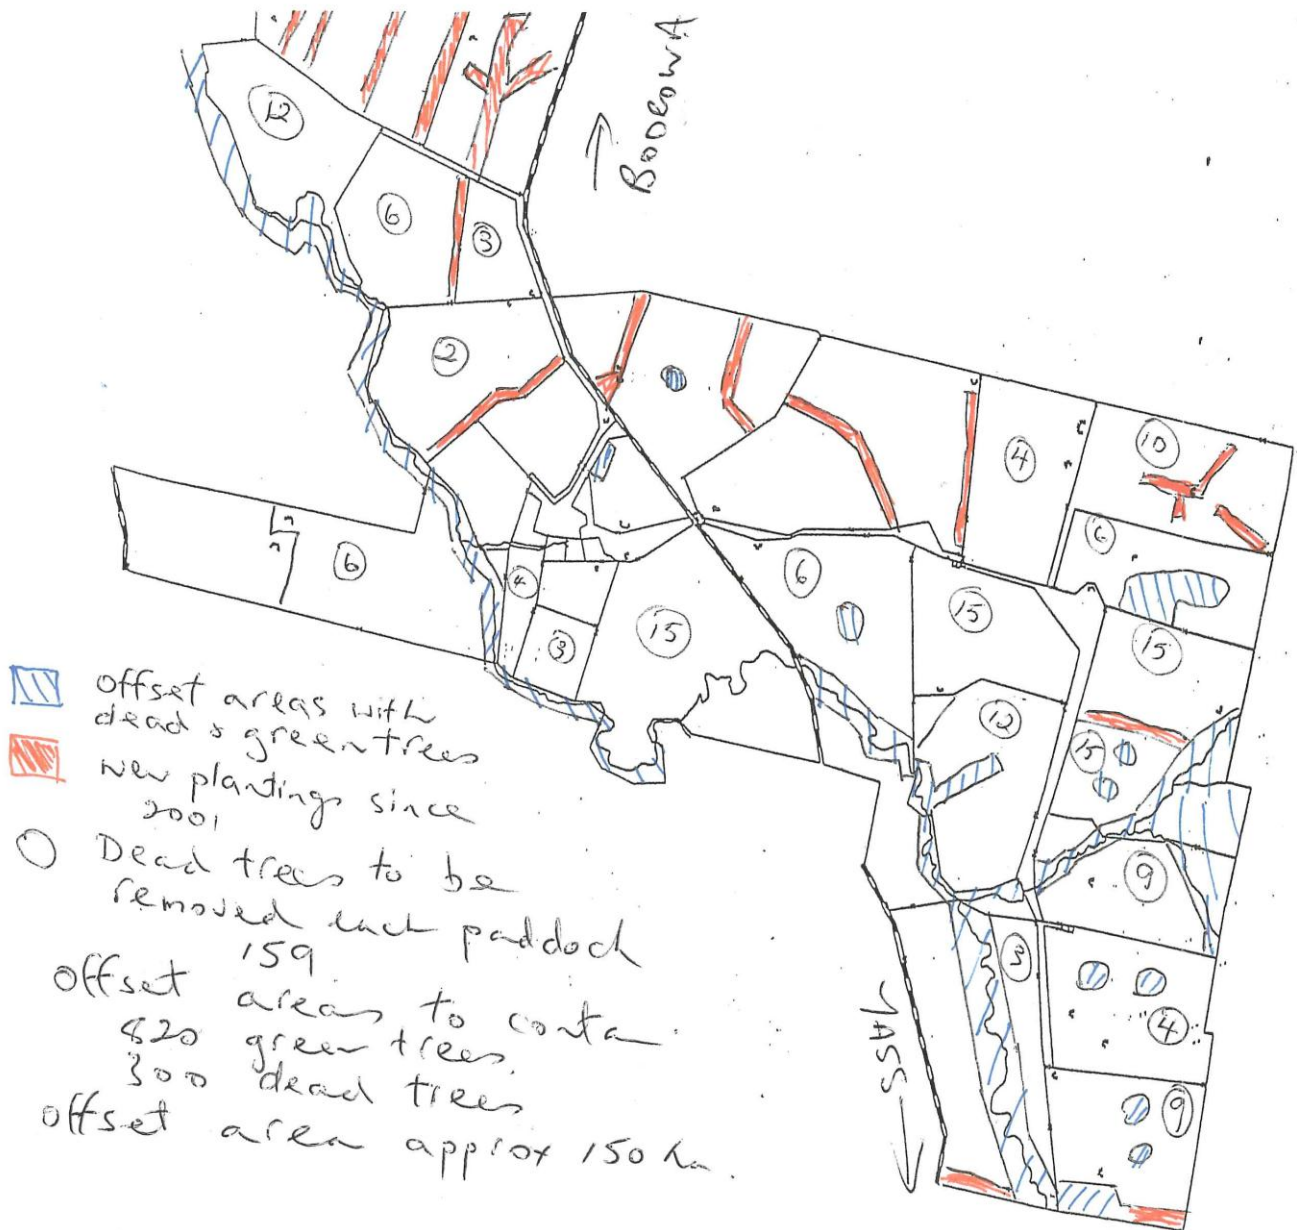 BOOROWA
12
6
3
2
4
10
6
6
4
3
15
6
15
15
12
15
9
3
4
9
YASS
offset areas with
dead & green trees
new plantings since
2001
Dead trees to be
removed each paddock
159
offset areas to contain
820 green trees
300 dead trees
offset area approx 150 ha.